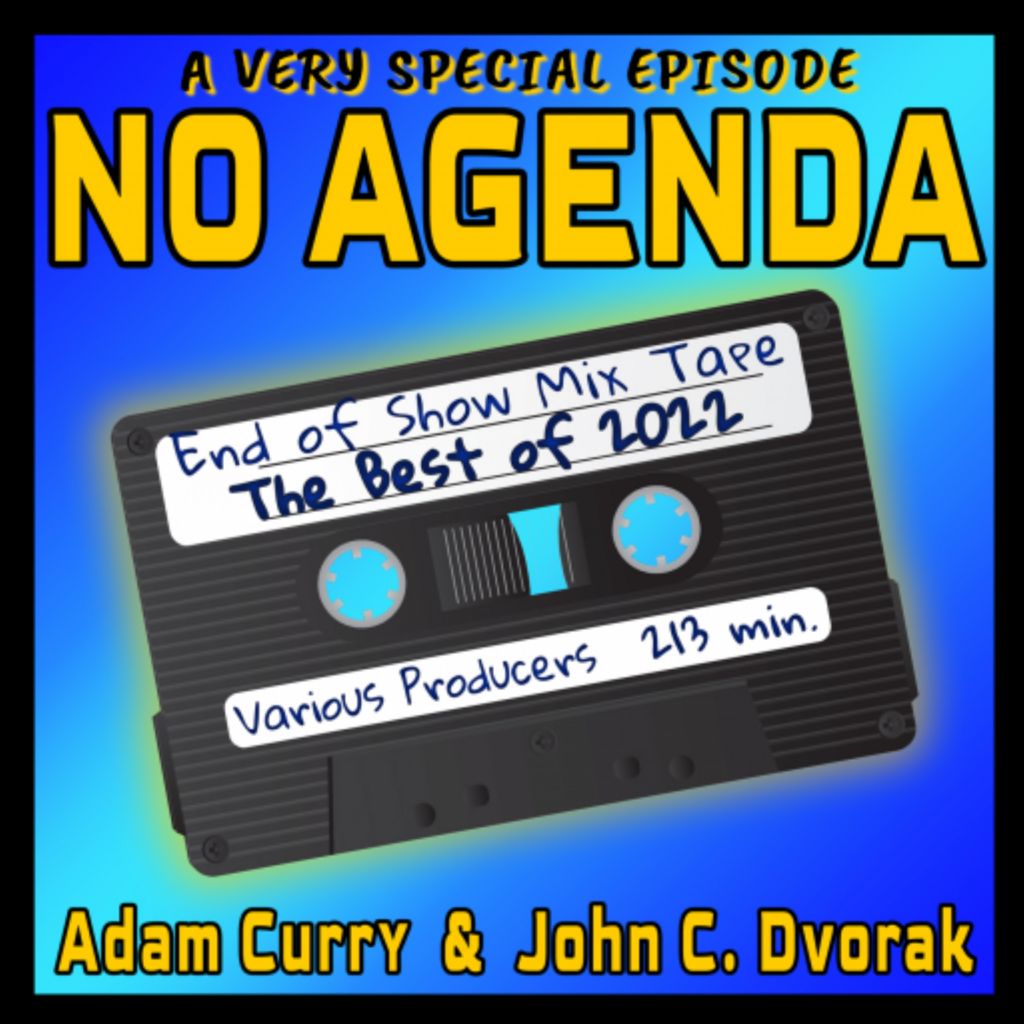 A VERY SPECIAL EPISODE
NO AGENDA
End of Show Mix Tape
The Best of 2022
Various Producers 213 min.
Adam Curry & John C. Dvorak